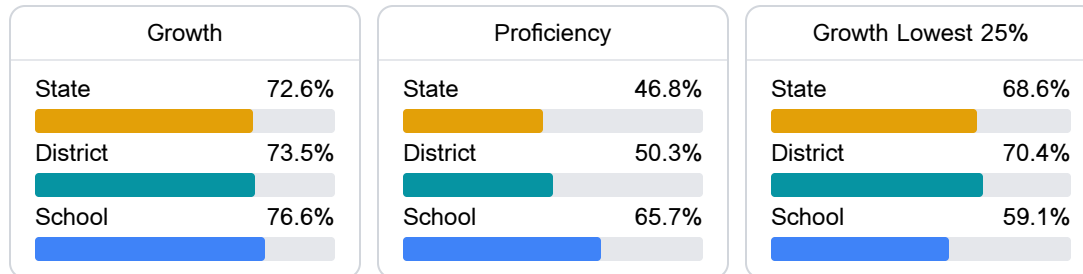 Growth
State 72.6%
District 73.5%
School 76.6%
Proficiency
State 46.8%
District 50.3%
School 65.7%
Growth Lowest 25%
State 68.6%
District 70.4%
School 59.1%